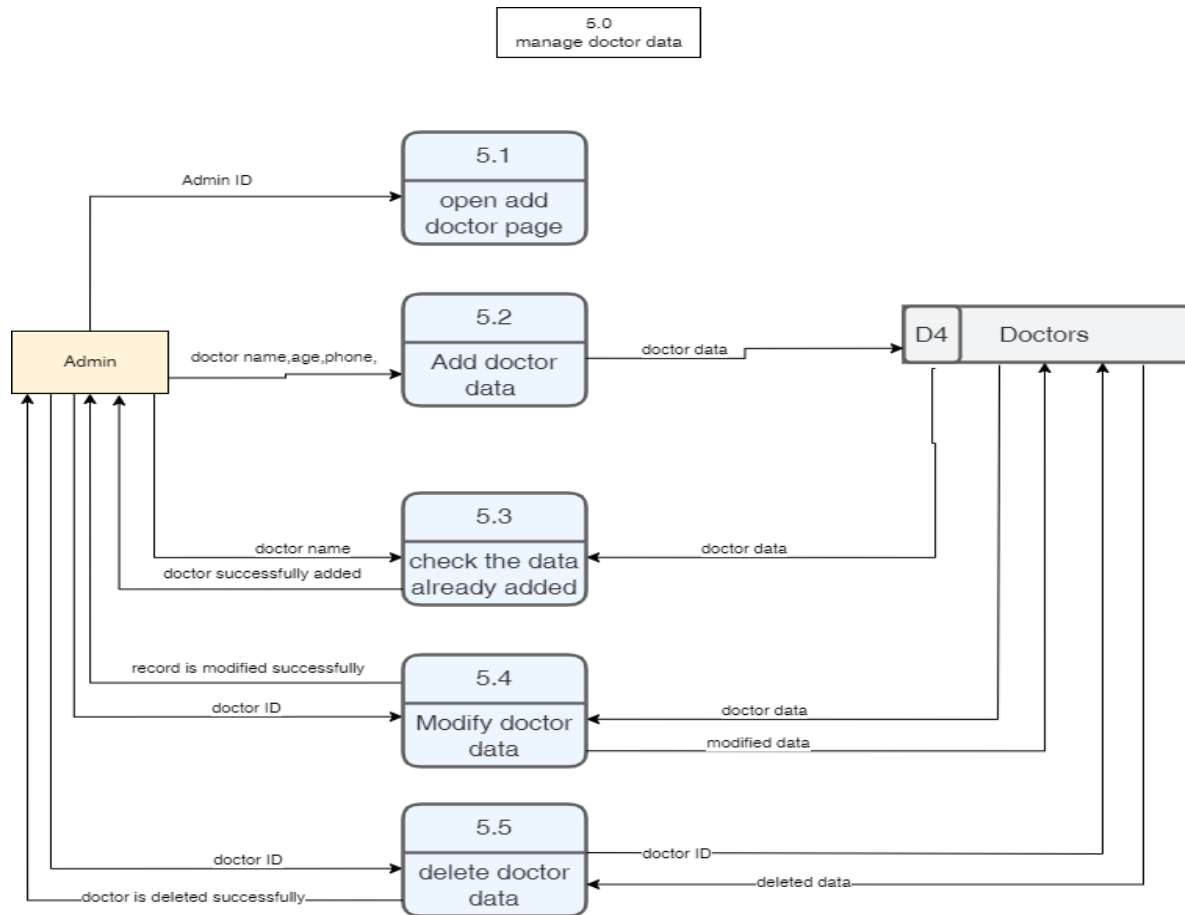 5.0
manage doctor data
5.1
Admin ID
open add
doctor page
5.2
D4
Doctors
doctor data
doctor name,age,phone,
Admin
Add doctor
data
5.3
doctor name
doctor data
check the data
doctor successfully added
already added
record is modified successfully
5.4
doctor ID
doctor data
Modify doctor
modified data
data
5.5
doctor ID
doctor ID
delete doctor
deleted data
doctor is deleted successfully
data